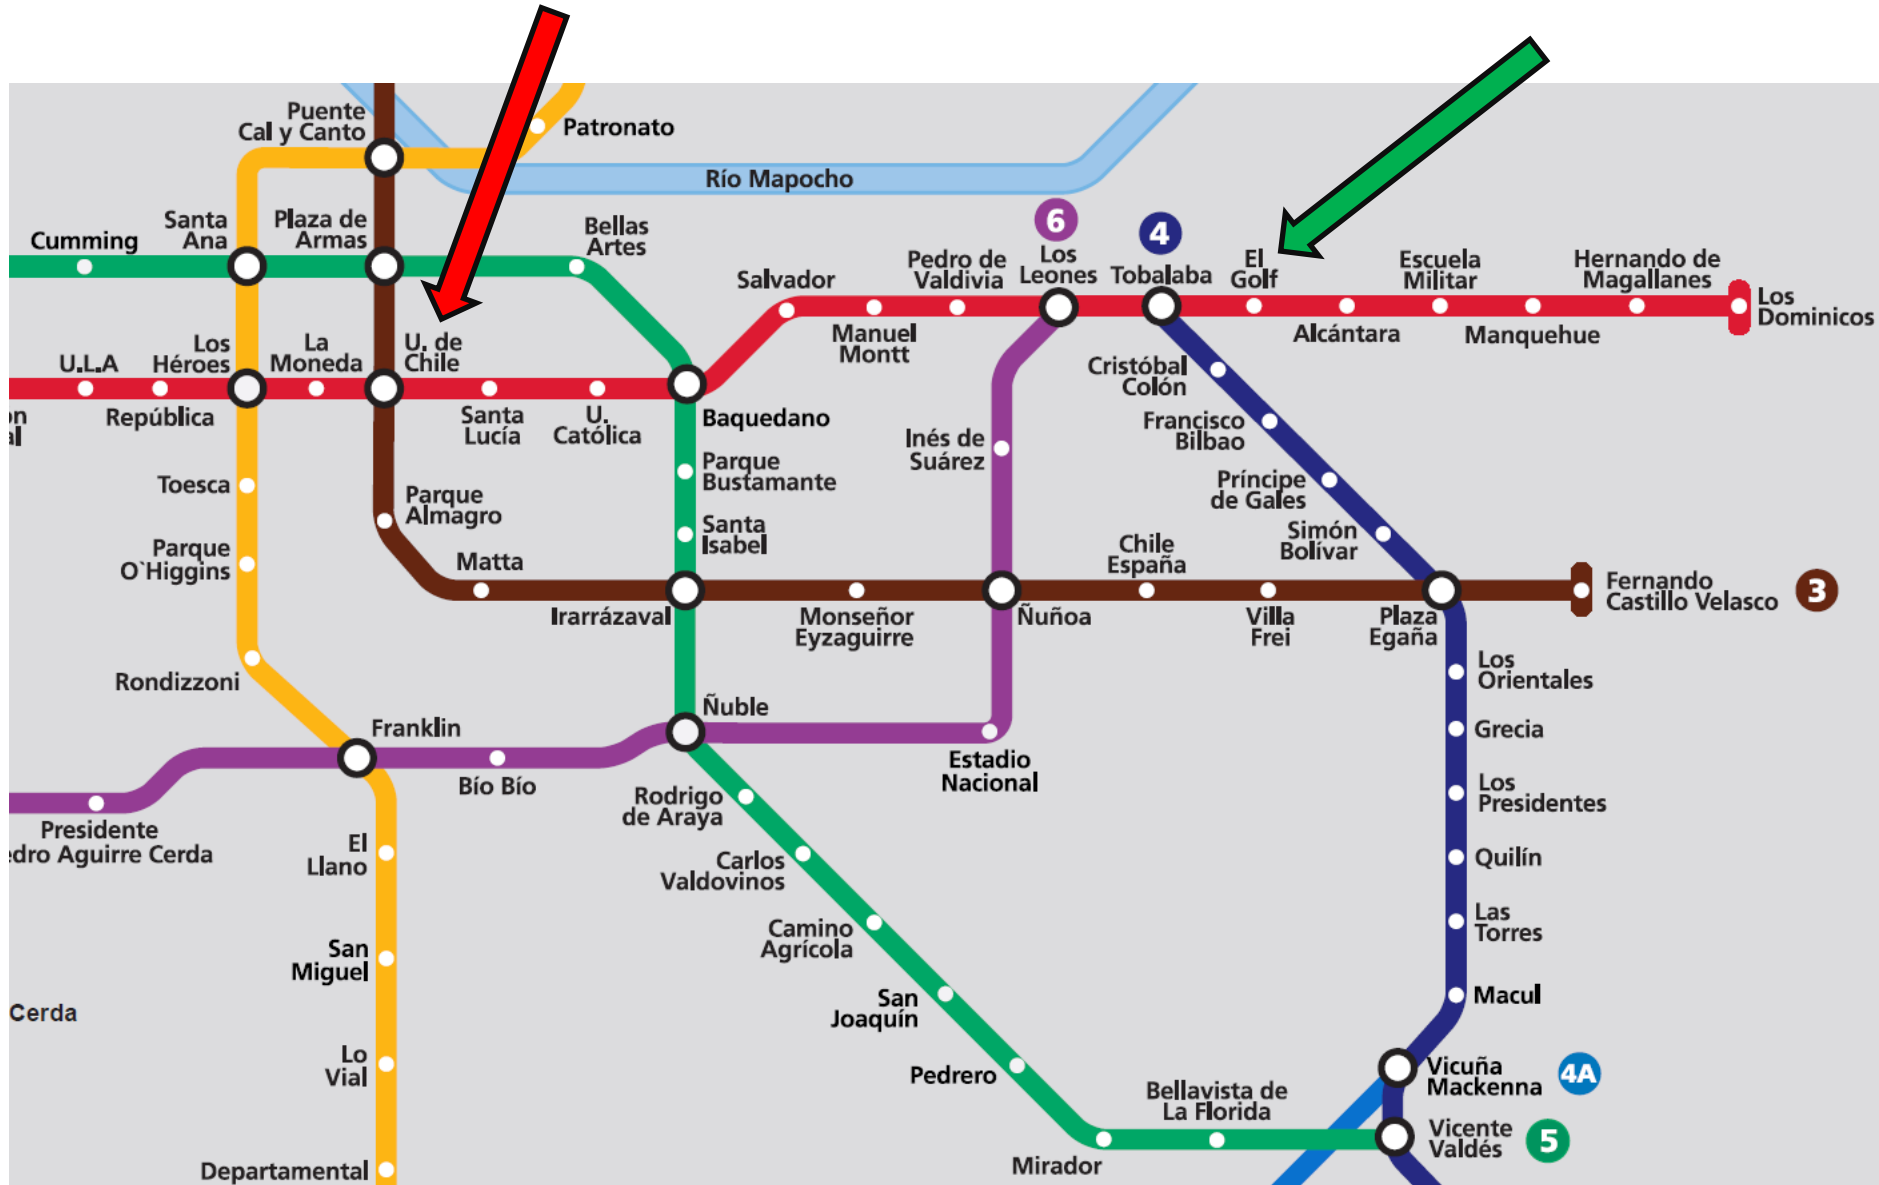 Puente
Cal y Canto
Patronato
Río Mapocho
Cumming
Santa
Ana
Plaza de
Armas
Bellas
Artes
Salvador
Pedro de
Valdivia
6
Los
Leones
4
Tobalaba
El
Golf
Escuela
Militar
Hernando de
Magallanes
Los
Dominicos
Manuel
Montt
Alcántara
Manquehue
U.L.A
Los
Héroes
La
Moneda
U. de
Chile
República
Santa
Lucía
U.
Católica
Baquedano
Cristóbal
Colón
Francisco
Bilbao
Inés de
Suárez
Parque
Bustamante
Príncipe
de Gales
Toesca
Parque
Almagro
Santa
Isabel
Simón
Bolívar
Parque
O`Higgins
Matta
Chile
España
Fernando
Castillo Velasco
3
Irarrázaval
Monseñor
Eyzaguirre
Ñuñoa
Villa
Frei
Plaza
Egaña
Rondizzoni
Los
Orientales
Franklin
Ñuble
Grecia
Bío Bío
Estadio
Nacional
Rodrigo
de Araya
Los
Presidentes
Presidente
edro Aguirre Cerda
El
Llano
Carlos
Valdovinos
Quilín
Camino
Agrícola
Las
Torres
San
Miguel
San
Joaquín
Macul
Cerda
Lo
Vial
Pedrero
Vicuña
Mackenna
4A
Bellavista de
La Florida
Vicente
Valdés
5
Mirador
Departamental